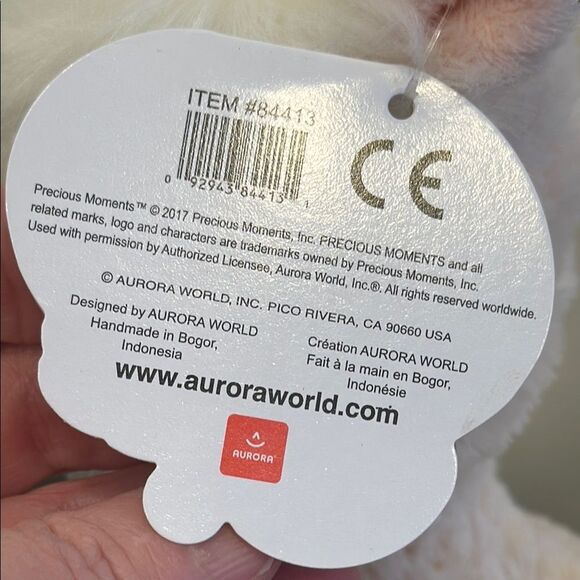 ITEM #84413
0 92943 84413 1
CE
Precious Moments™ © 2017 Precious Moments, Inc. PRECIOUS MOMENTS and all
related marks, logo and characters are trademarks owned by Precious Moments, Inc.
Used with permission by Authorized Licensee, Aurora World, Inc.®. All rights reserved worldwide.
© AURORA WORLD, INC. PICO RIVERA, CA 90660 USA
Designed by AURORA WORLD
Handmade in Bogor,
Indonesia
Création AURORA WORLD
Fait à la main en Bogor,
Indonésie
www.auroraworld.com
AURORA